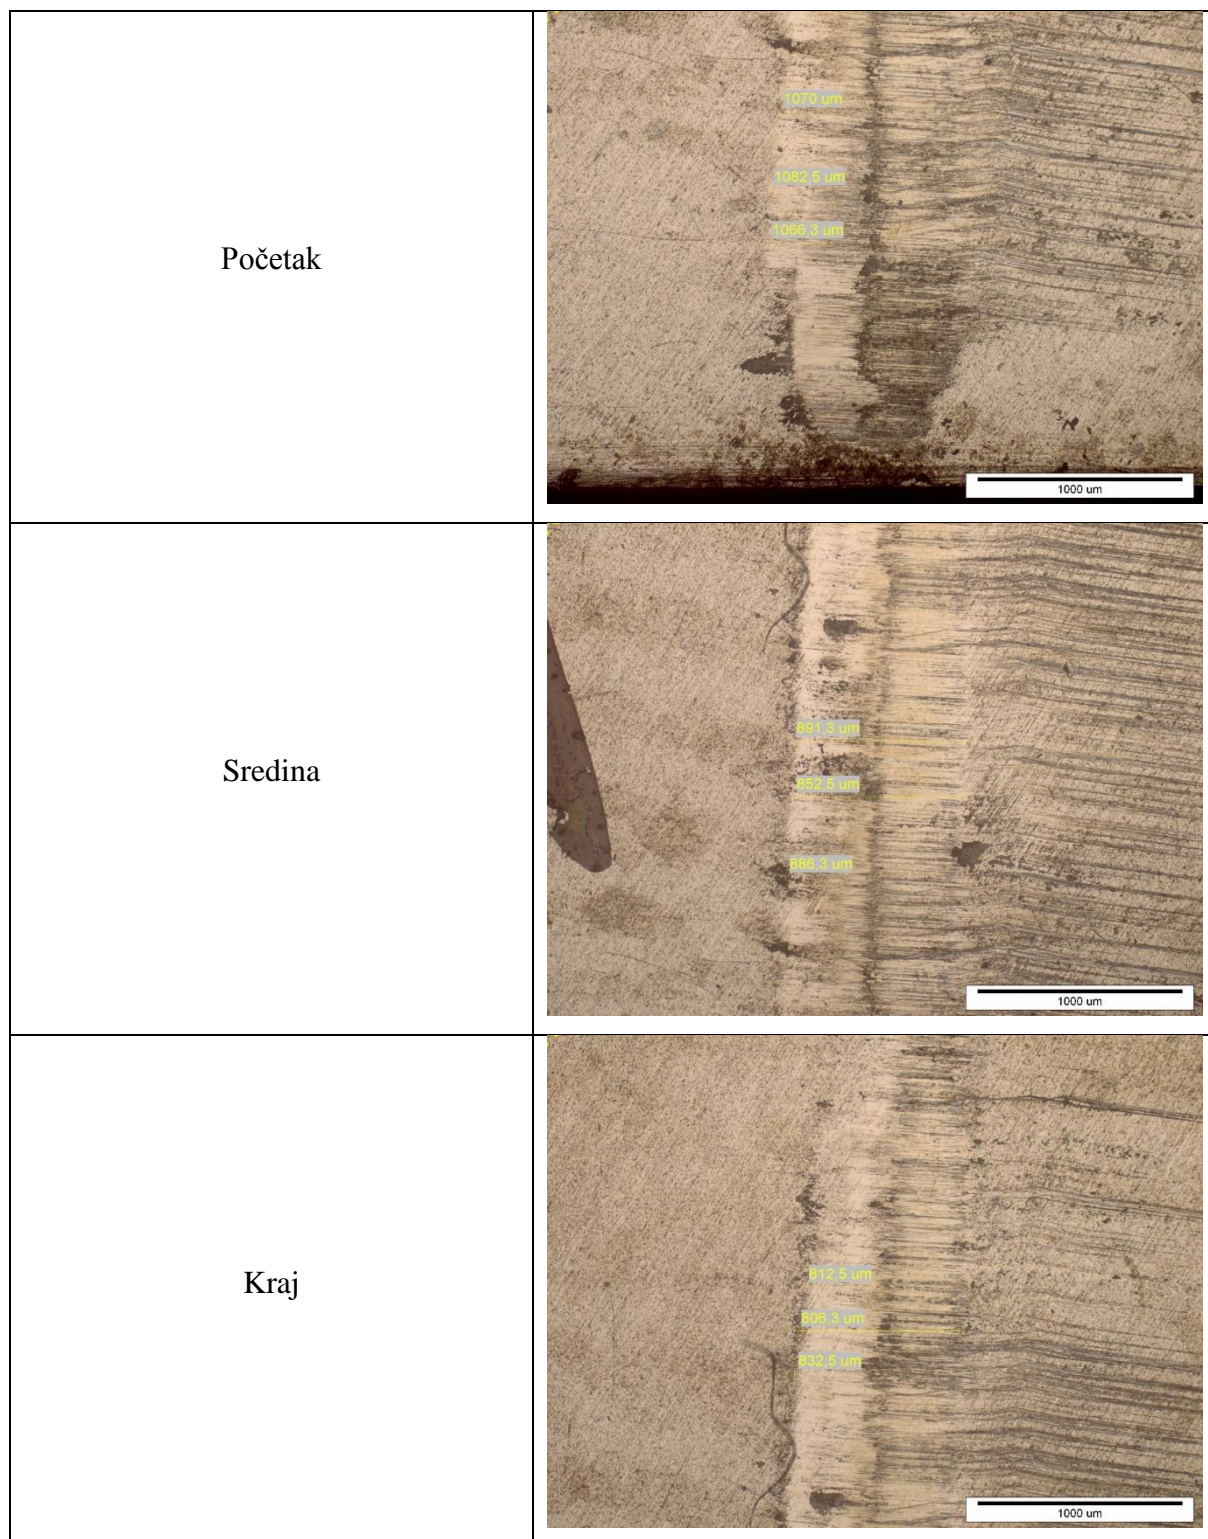 Početak
1070 um
1082,5 um
1066,3 um
1000 um
Sredina
891,3 um
852,5 um
886,3 um
1000 um
Kraj
812,5 um
806,3 um
832,5 um
1000 um